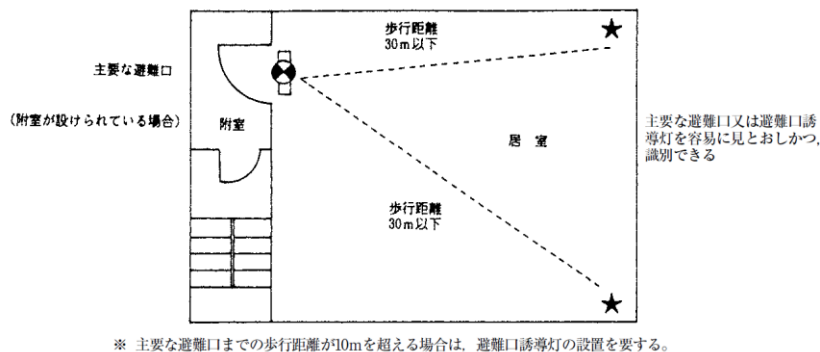 歩行距離
30m以下
主要な避難口
(附室が設けられている場合)
附室
居室
主要な避難口又は避難口誘
導灯を容易に見とおしかつ,
識別できる
歩行距離
30m以下
※ 主要な避難口までの歩行距離が10mを超える場合は, 避難口誘導灯の設置を要する。